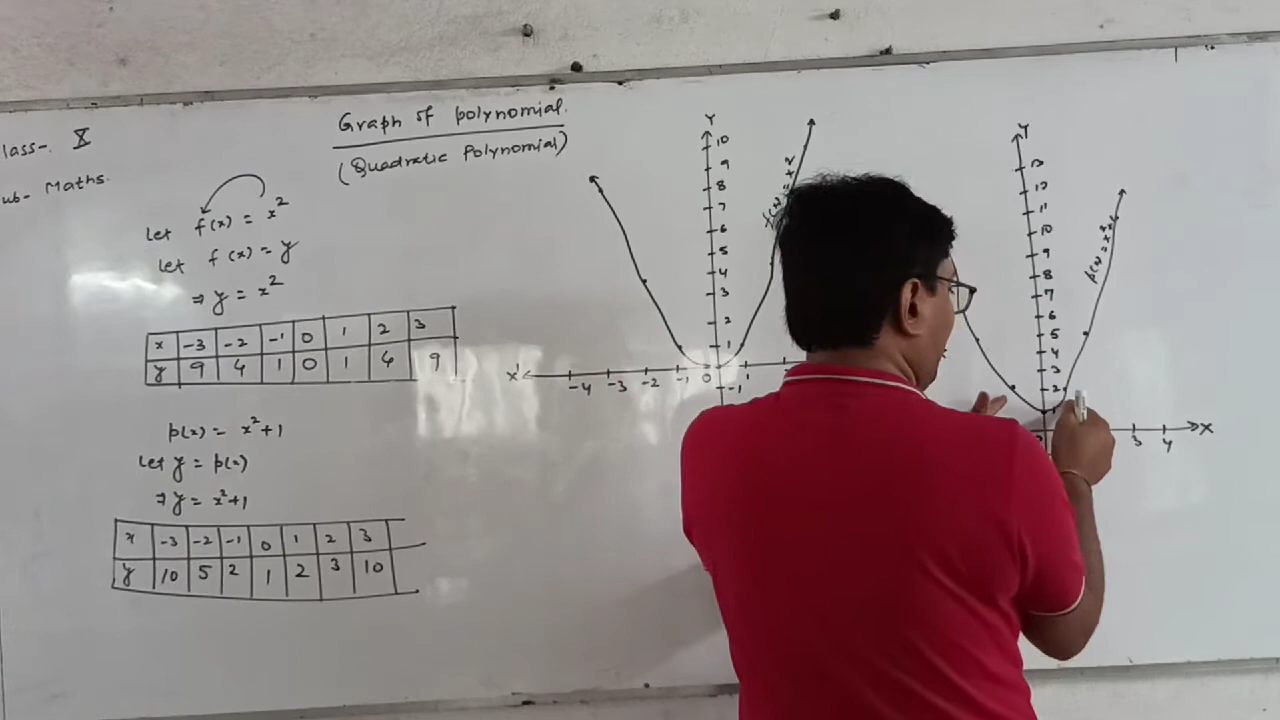 lass-. X
ub- Maths.
Graph of polynomial.
(Quadratic Polynomial)
Let f(x) = x²
Let f(x) = y
⇒ y = x²
x -3 -2 -1 0 1 2 3
y 9 4 1 0 1 4 9
p(x) = x²+1
Let y = p(x)
⇒ y = x²+1
x -3 -2 -1 0 1 2 3
y 10 5 2 1 2 3 10
Y
10
9
8
7
6
5
4
3
2
1
X' -4 -3 -2 -1 0 1
-1
Y
13
12
11
10
9
8
7
6
5
4
3
2
3 4 X